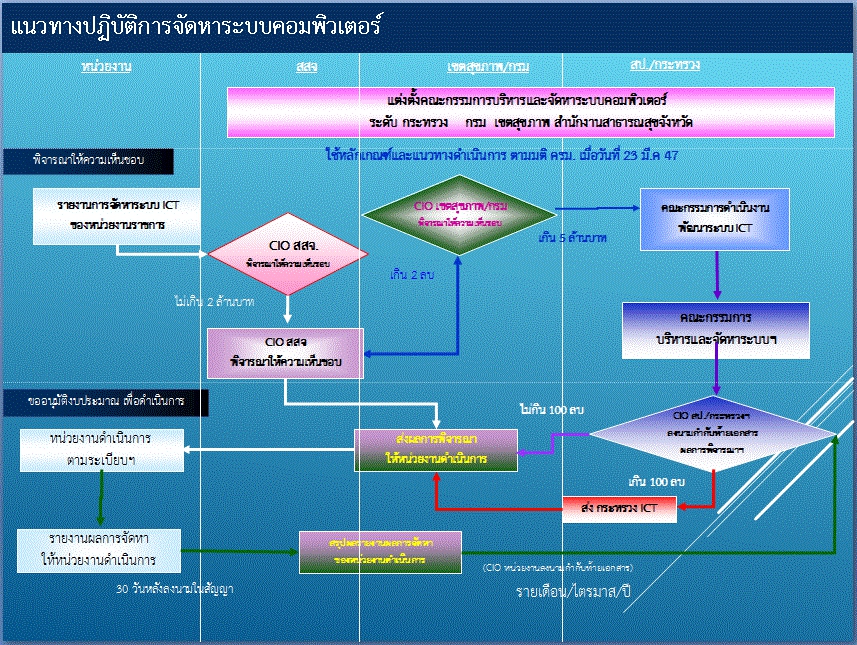 แนวทางปฏิบัติการจัดหาระบบคอมพิวเตอร์
หน่วยงาน
สสจ
เขตสุขภาพ/กรม
สป./กระทรวง
แต่งตั้งคณะกรรมการบริหารและจัดหาระบบคอมพิวเตอร์
ระดับ กระทรวง กรม เขตสุขภาพ สำนักงานสาธารณสุขจังหวัด
ใช้หลักเกณฑ์และแนวทางดำเนินการ ตามมติ ครม. เมื่อวันที่ 23 มี.ค 47
พิจารณาให้ความเห็นชอบ
รายงานการจัดหาระบบ ICT
ของหน่วยงานราชการ
CIO สสจ.
พิจารณาให้ความเห็นชอบ
CIO เขตสุขภาพ/กรม
พิจารณาให้ความเห็นชอบ
คณะกรรมการดำเนินงาน
พัฒนาระบบ ICT
เกิน 5 ล้านบาท
เกิน 2 ลบ
ไม่เกิน 2 ล้านบาท
CIO สสจ
พิจารณาให้ความเห็นชอบ
คณะกรรมการ
บริหารและจัดหาระบบฯ
ขออนุมัติงบประมาณ เพื่อดำเนินการ
หน่วยงานดำเนินการ
ตามระเบียบฯ
ส่งผลการพิจารณา
ให้หน่วยงานดำเนินการ
ไม่กิน 100 ลบ
CIO สป./กระทรวงฯ
ลงนามกำกับท้ายเอกสาร
ผลการพิจารณาฯ
เกิน 100 ลบ
ส่ง กระทรวง ICT
รายงานผลการจัดหา
ให้หน่วยงานดำเนินการ
สรุปผลรายงานผลการจัดหา
ของหน่วยงานดำเนินการ
(CIO หน่วยงานลงนามกำกับท้ายเอกสาร)
30 วันหลังลงนามในสัญญา
รายเดือน/ไตรมาส/ปี